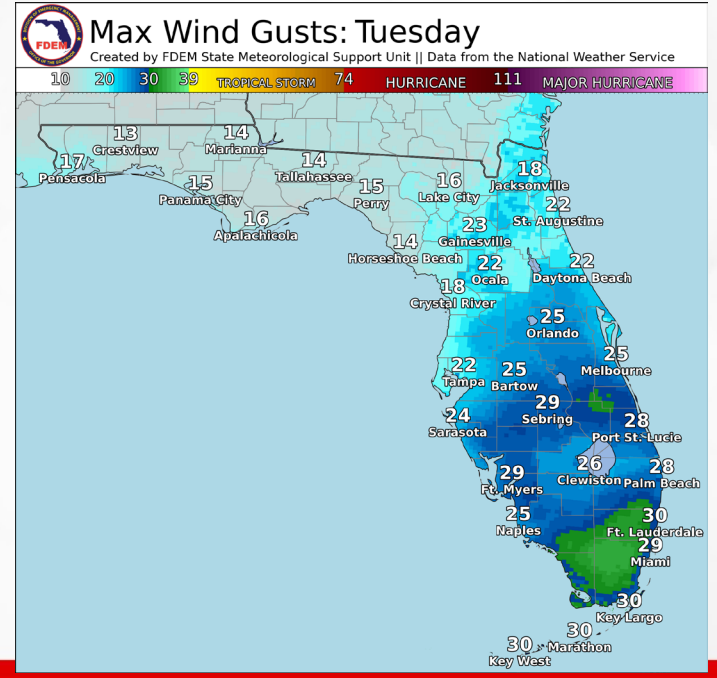 FDEM
Max Wind Gusts: Tuesday
Created by FDEM State Meteorological Support Unit || Data from the National Weather Service
10 20 30 39 TROPICAL STORM 74 HURRICANE 111 MAJOR HURRICANE
13
Crestview
14
Marianna
17
Pensacola
14
Tallahassee
15
Panama City
15
Perry
16
Lake City
18
Jacksonville
16
Apalachicola
22
St. Augustine
23
Gainesville
14
Horseshoe Beach
22
Ocala
22
Daytona Beach
18
Crystal River
25
Orlando
25
Melbourne
22
Tampa
25
Bartow
29
Sebring
24
Sarasota
28
Port St. Lucie
26
Clewiston
28
Palm Beach
29
Ft. Myers
25
Naples
30
Ft. Lauderdale
29
Miami
30
Key Largo
30
Marathon
30
Key West